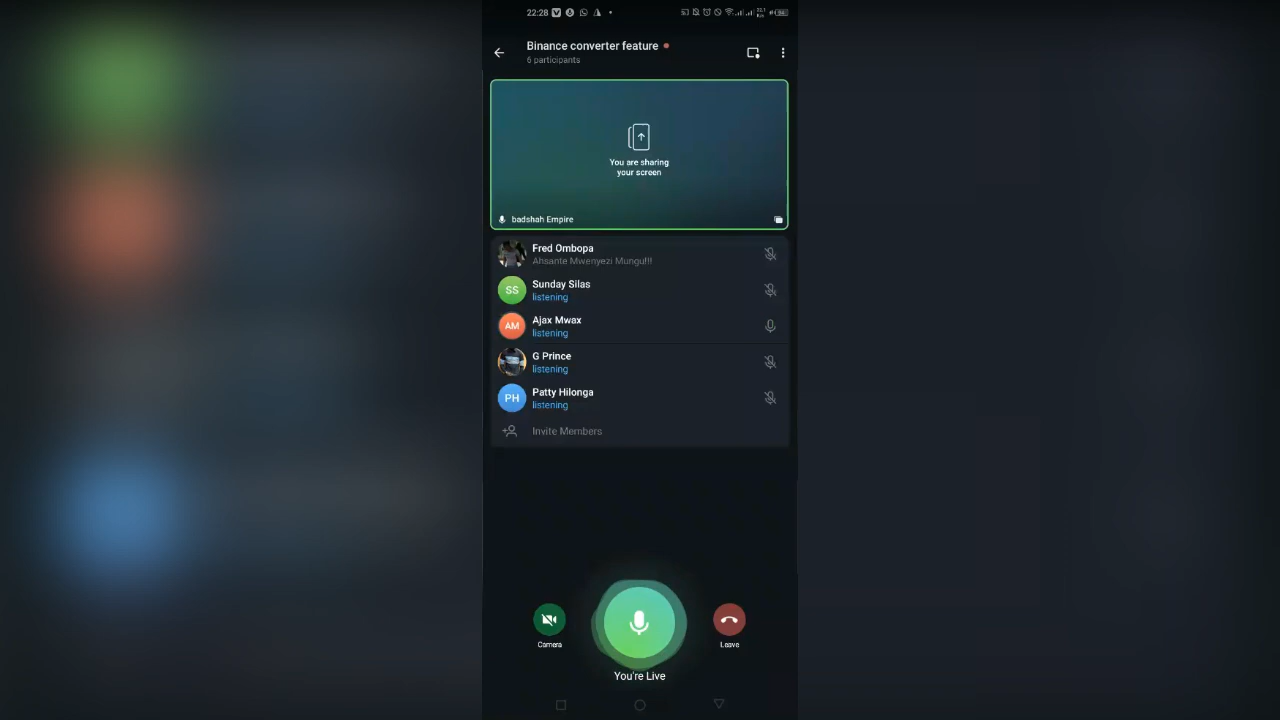 22:28
Binance converter feature
6 participants
You are sharing
your screen
badshah Empire
Fred Ombopa
Ahsante Mwenyezi Mungu!!!
SS
Sunday Silas
listening
AM
Ajax Mwax
listening
G Prince
listening
PH
Patty Hilonga
listening
Invite Members
Camera
Leave
You're Live